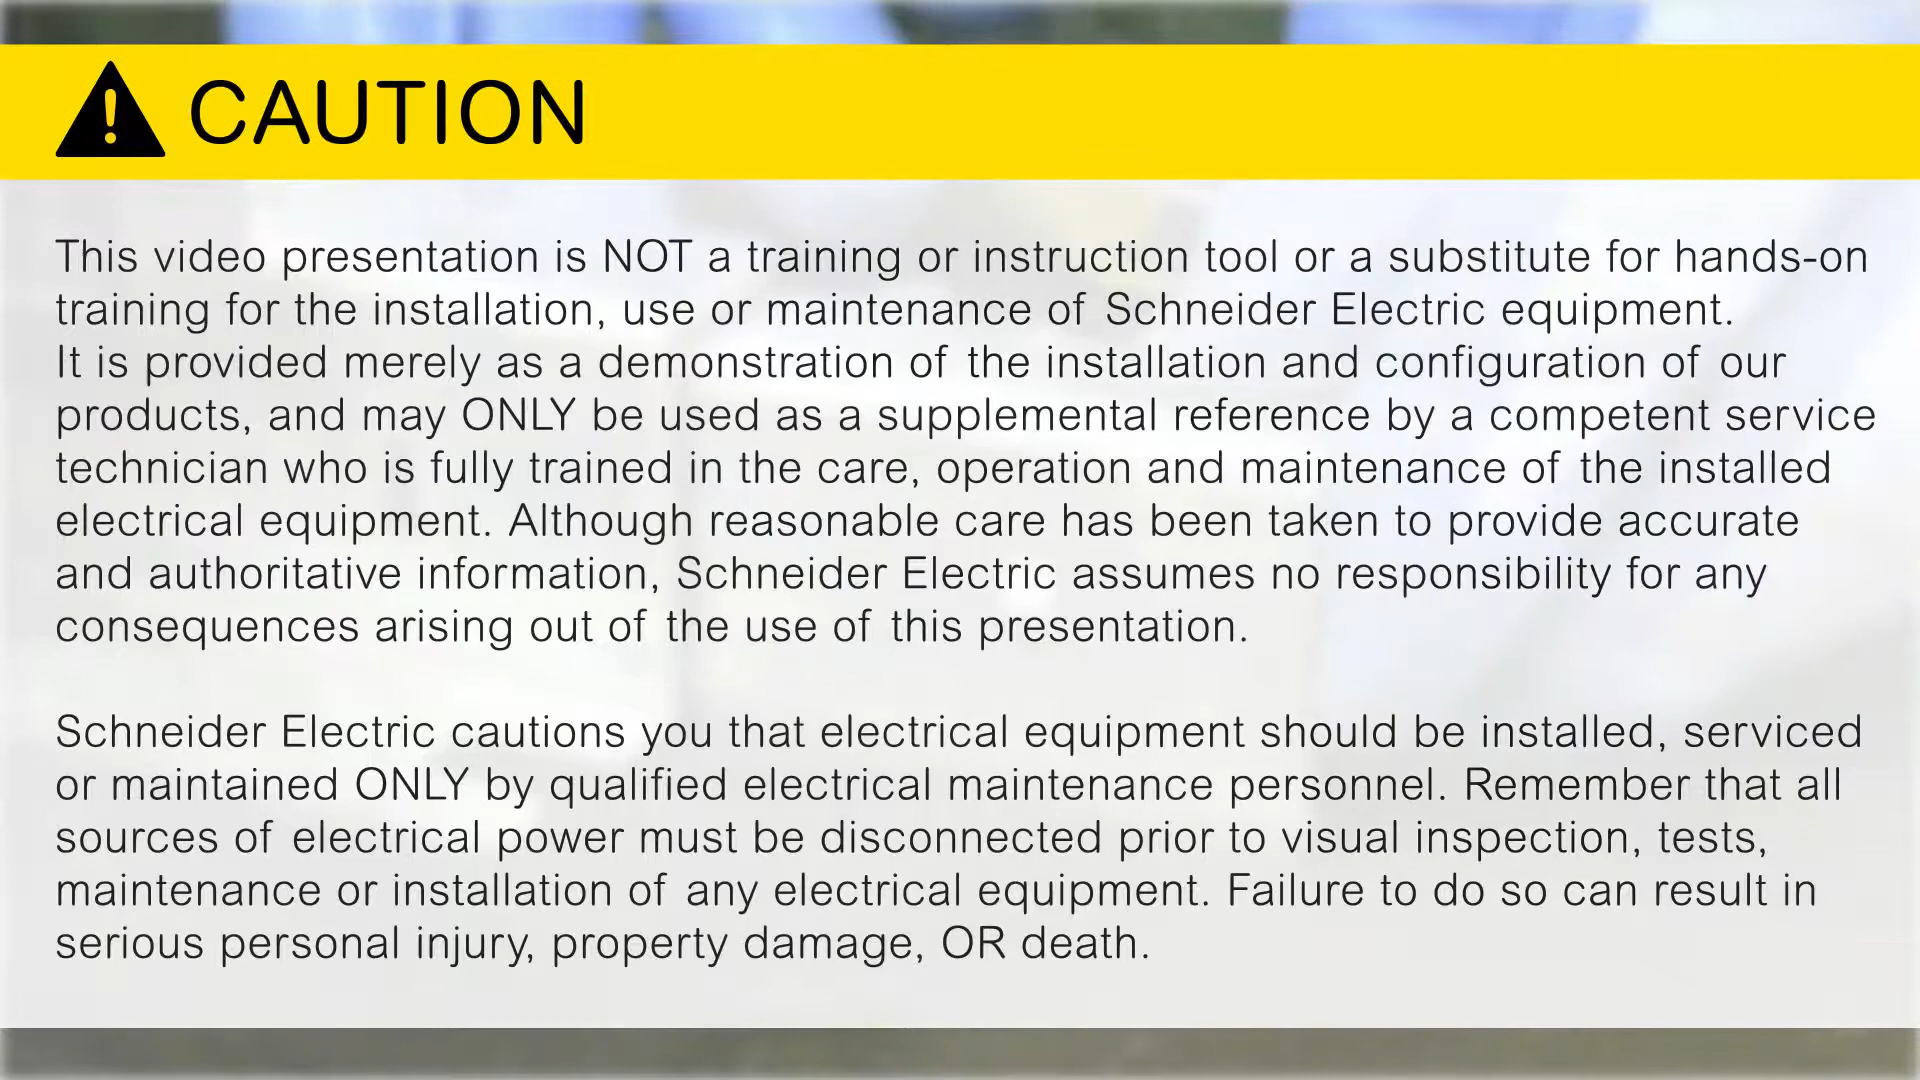 CAUTION
This video presentation is NOT a training or instruction tool or a substitute for hands-on
training for the installation, use or maintenance of Schneider Electric equipment.
It is provided merely as a demonstration of the installation and configuration of our
products, and may ONLY be used as a supplemental reference by a competent service
technician who is fully trained in the care, operation and maintenance of the installed
electrical equipment. Although reasonable care has been taken to provide accurate
and authoritative information, Schneider Electric assumes no responsibility for any
consequences arising out of the use of this presentation.
Schneider Electric cautions you that electrical equipment should be installed, serviced
or maintained ONLY by qualified electrical maintenance personnel. Remember that all
sources of electrical power must be disconnected prior to visual inspection, tests,
maintenance or installation of any electrical equipment. Failure to do so can result in
serious personal injury, property damage, OR death.